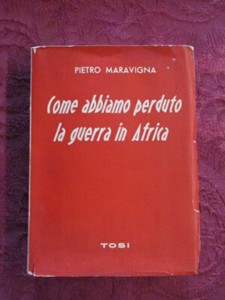 PIETRO MARAVIGNA
Come abbiamo perduto
la guerra in Africa
TOSI